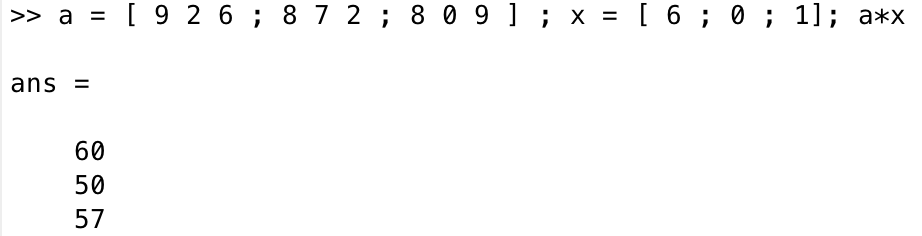 >> a = [ 9 2 6 ; 8 7 2 ; 8 0 9 ] ; x = [ 6 ; 0 ; 1]; a*x
ans =
60
50
57